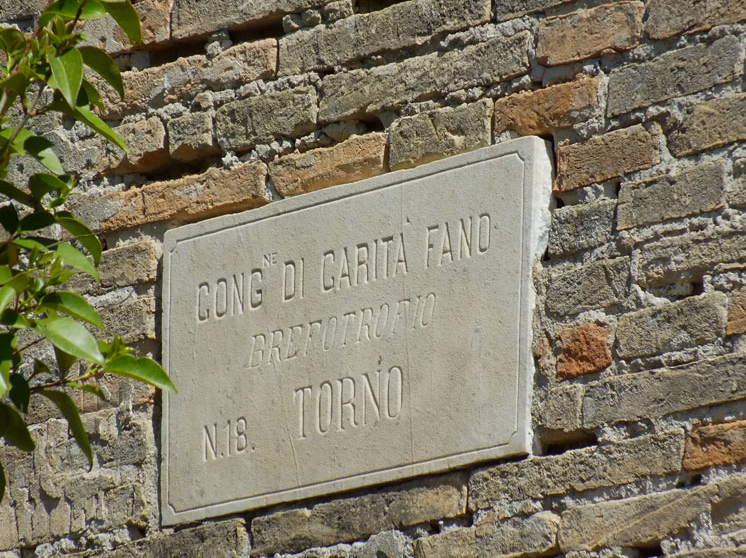 CONG.NE DI CARITÀ FANO
BREFOTROFIO
TORNO
N.18.